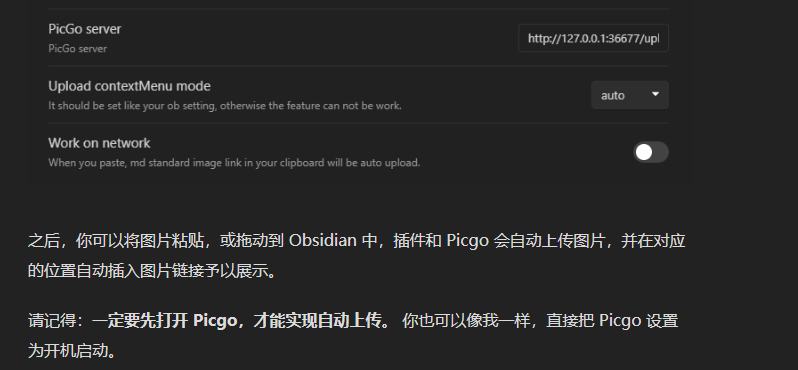 PicGo server
PicGo server
http://127.0.0.1:36677/upl
Upload contextMenu mode
It should be set like your ob setting, otherwise the feature can not be work.
auto
Work on network
When you paste, md standard image link in your clipboard will be auto upload.
之后，你可以将图片粘贴，或拖动到 Obsidian 中，插件和 Picgo 会自动上传图片，并在对应
的位置自动插入图片链接予以展示。
请记得：一定要先打开 Picgo，才能实现自动上传。 你也可以像我一样，直接把 Picgo 设置
为开机启动。